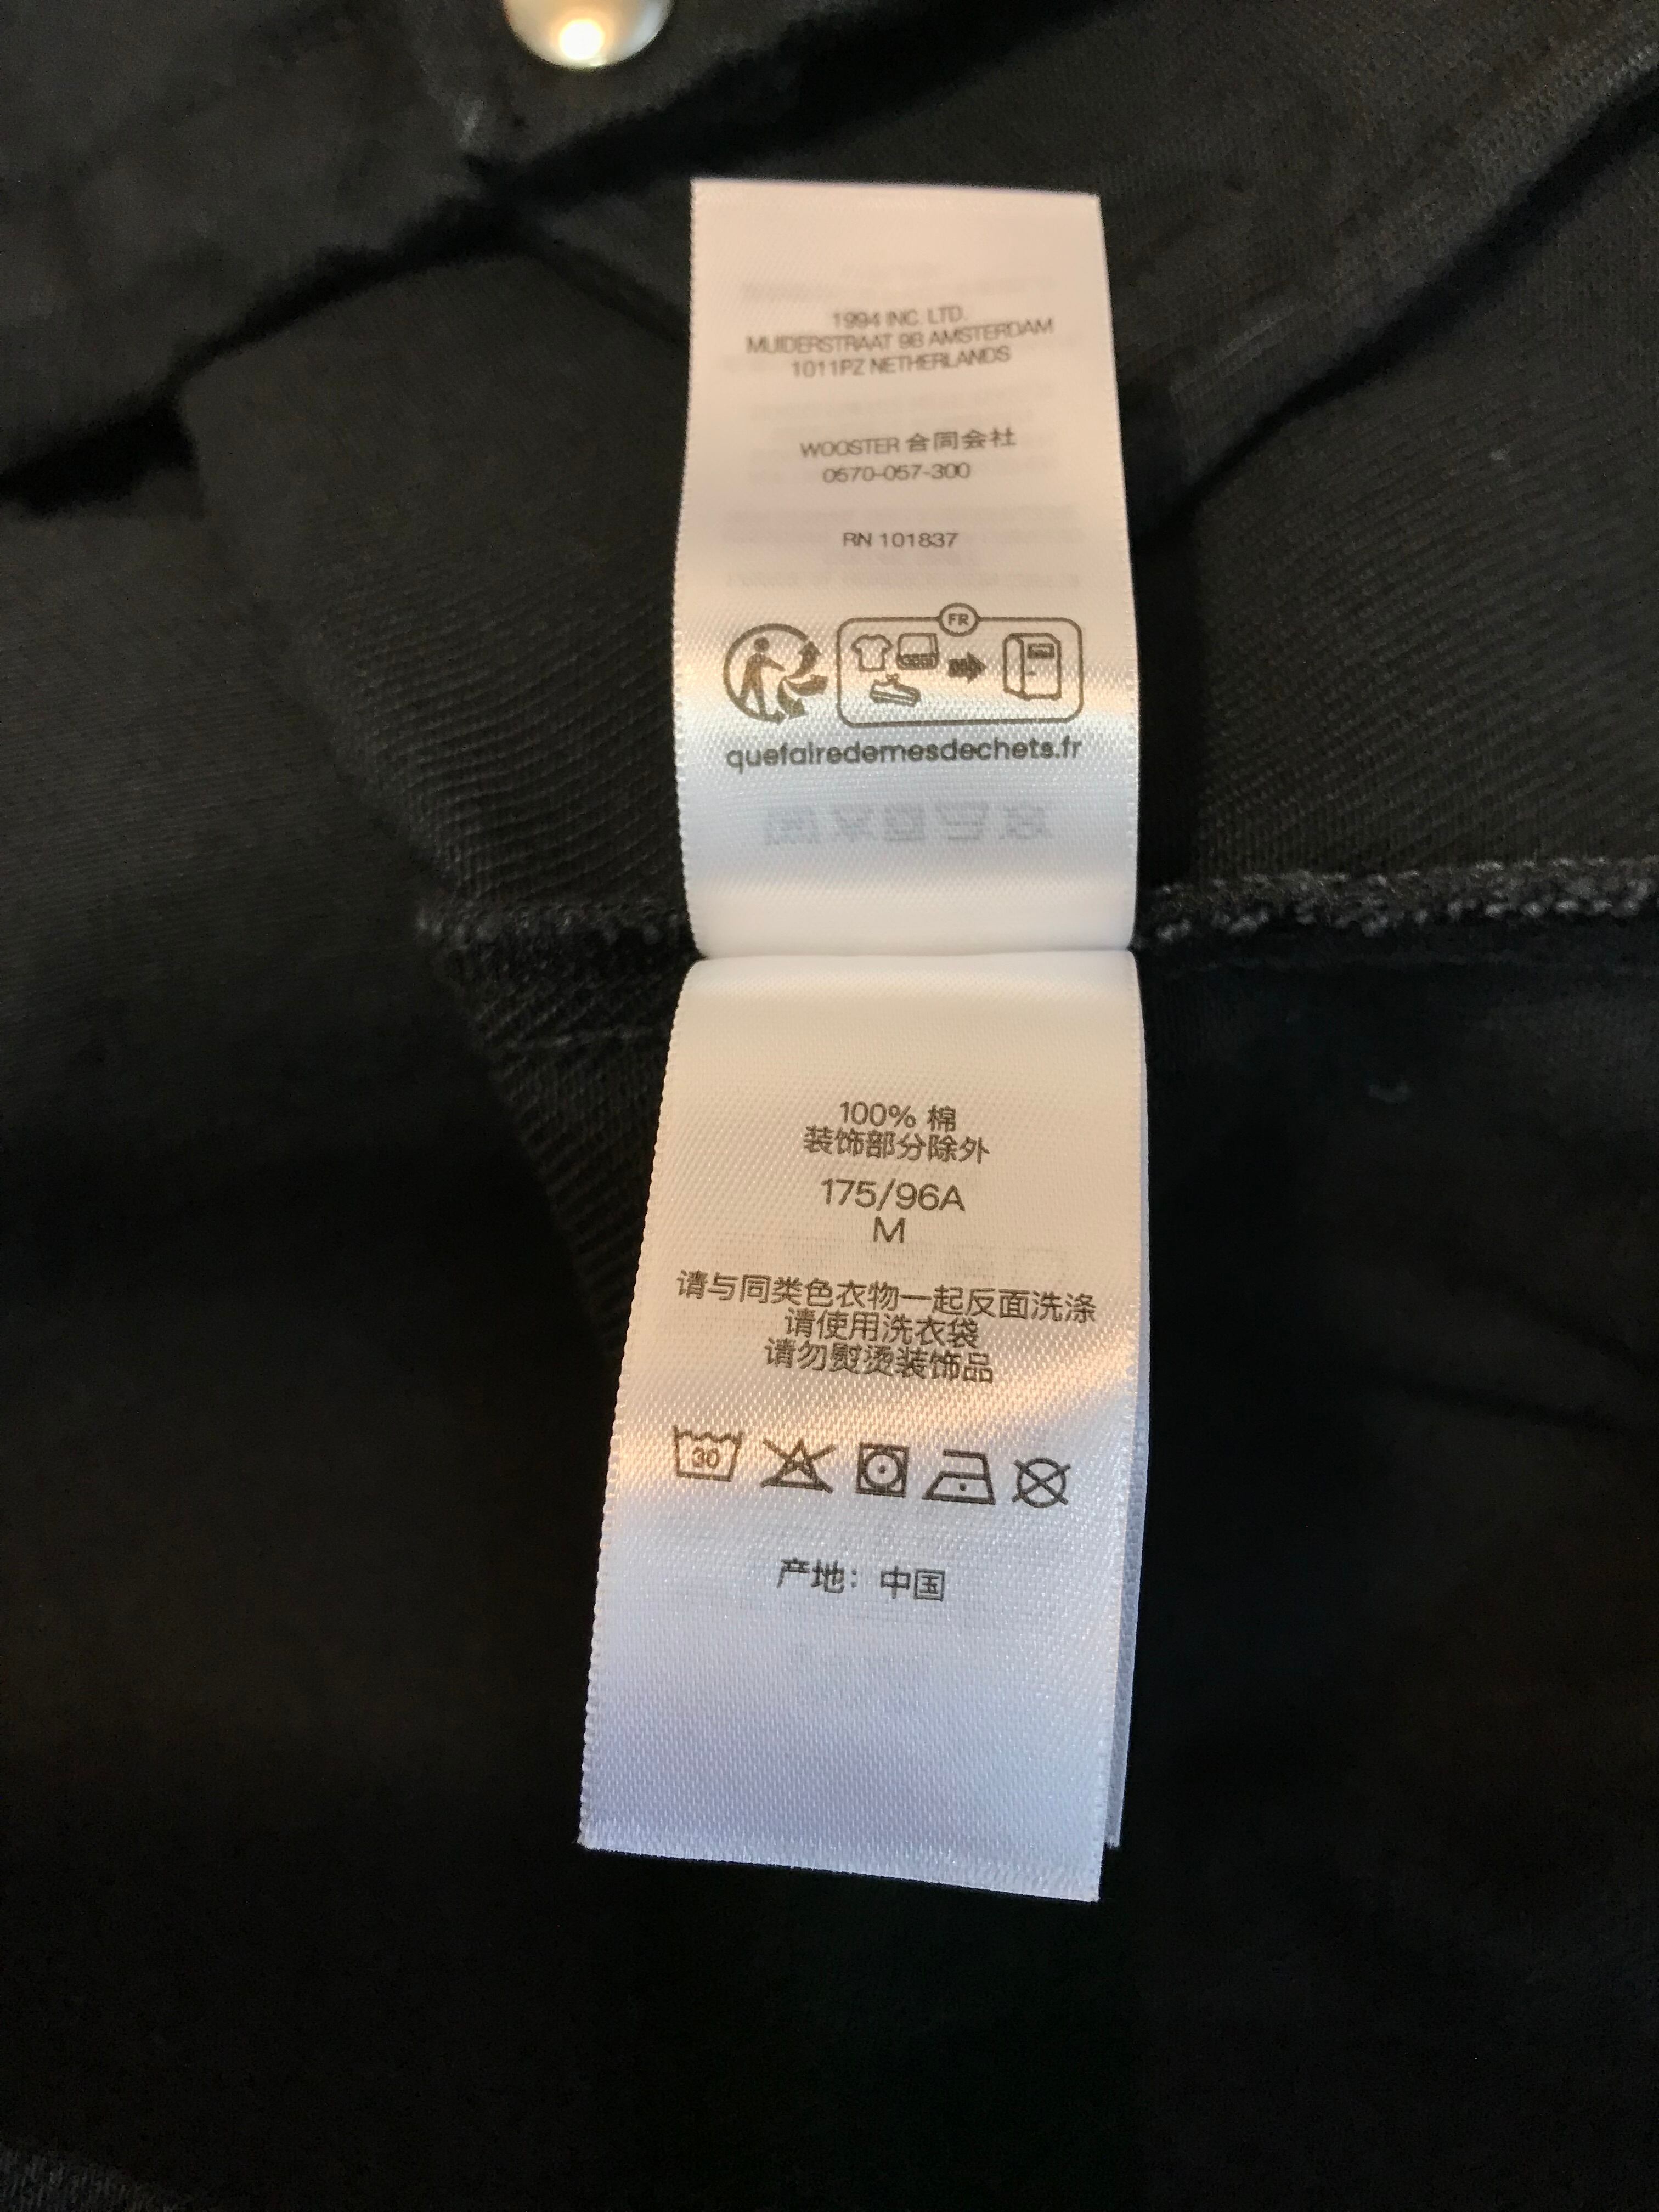 1994 INC. LTD.
MUIDERSTRAAT 9B AMSTERDAM
1011PZ NETHERLANDS
WOOSTER 合同会社
0570-057-300
RN 101837
FR
quefairedemesdechets.fr
100% 棉
装饰部分除外
175/96A
M
请与同类色衣物一起反面洗涤
请使用洗衣袋
请勿熨烫装饰品
30
产地：中国